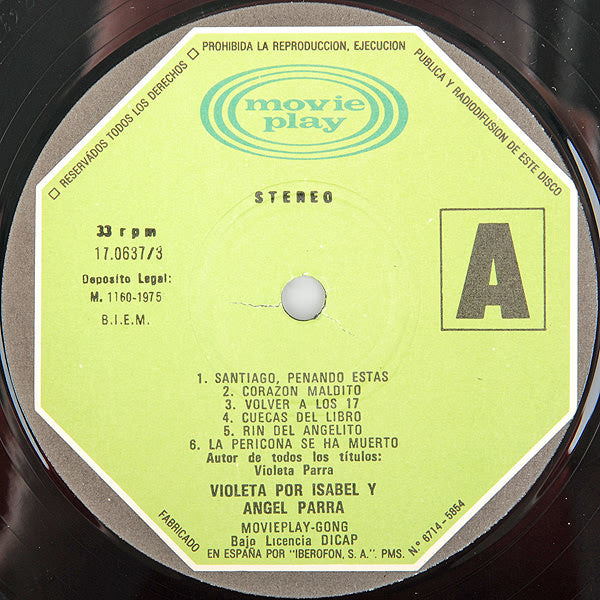 □ RESERVÁDOS TODOS LOS DERECHOS □ PROHIBIDA LA REPRODUCCION, EJECUCION PUBLICA Y RADIODIFUSION DE ESTE DISCO
movie
play
STEREO
33 rpm
17.0637/3
Deposito Legal:
M. 1160-1975
B.I.E.M.
A
1. SANTIAGO, PENANDO ESTAS
2. CORAZON MALDITO
3. VOLVER A LOS 17
4. CUECAS DEL LIBRO
5. RIN DEL ANGELITO
6. LA PERICONA SE HA MUERTO
Autor de todos los títulos:
Violeta Parra
VIOLETA POR ISABEL Y
ANGEL PARRA
MOVIEPLAY-GONG
Bajo Licencia DICAP
FABRICADO EN ESPAÑA POR "IBEROFON, S. A.". PMS. N.º 6714 - 5854